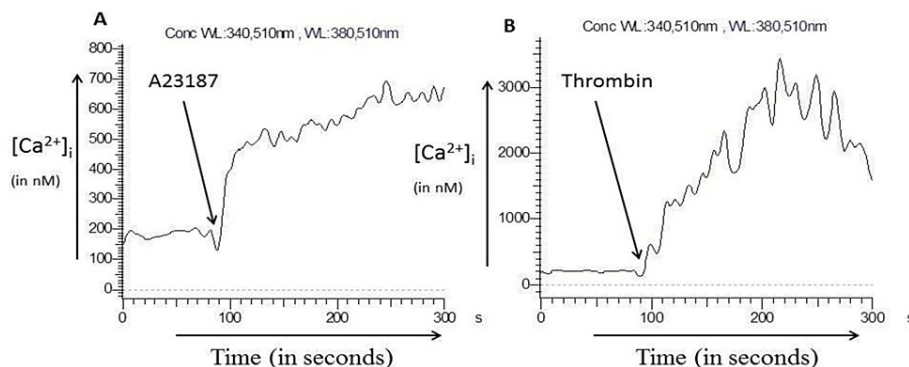 A
Conc WL:340,510nm , WL:380,510nm
800
700
600
500
400
300
200
100
0
A23187
[Ca2+]i
(in nM)
0
100
200
300
s
Time (in seconds)
B
Conc WL:340,510nm , WL:380,510nm
3000
2000
1000
0
Thrombin
[Ca2+]i
(in nM)
0
100
200
300
s
Time (in seconds)